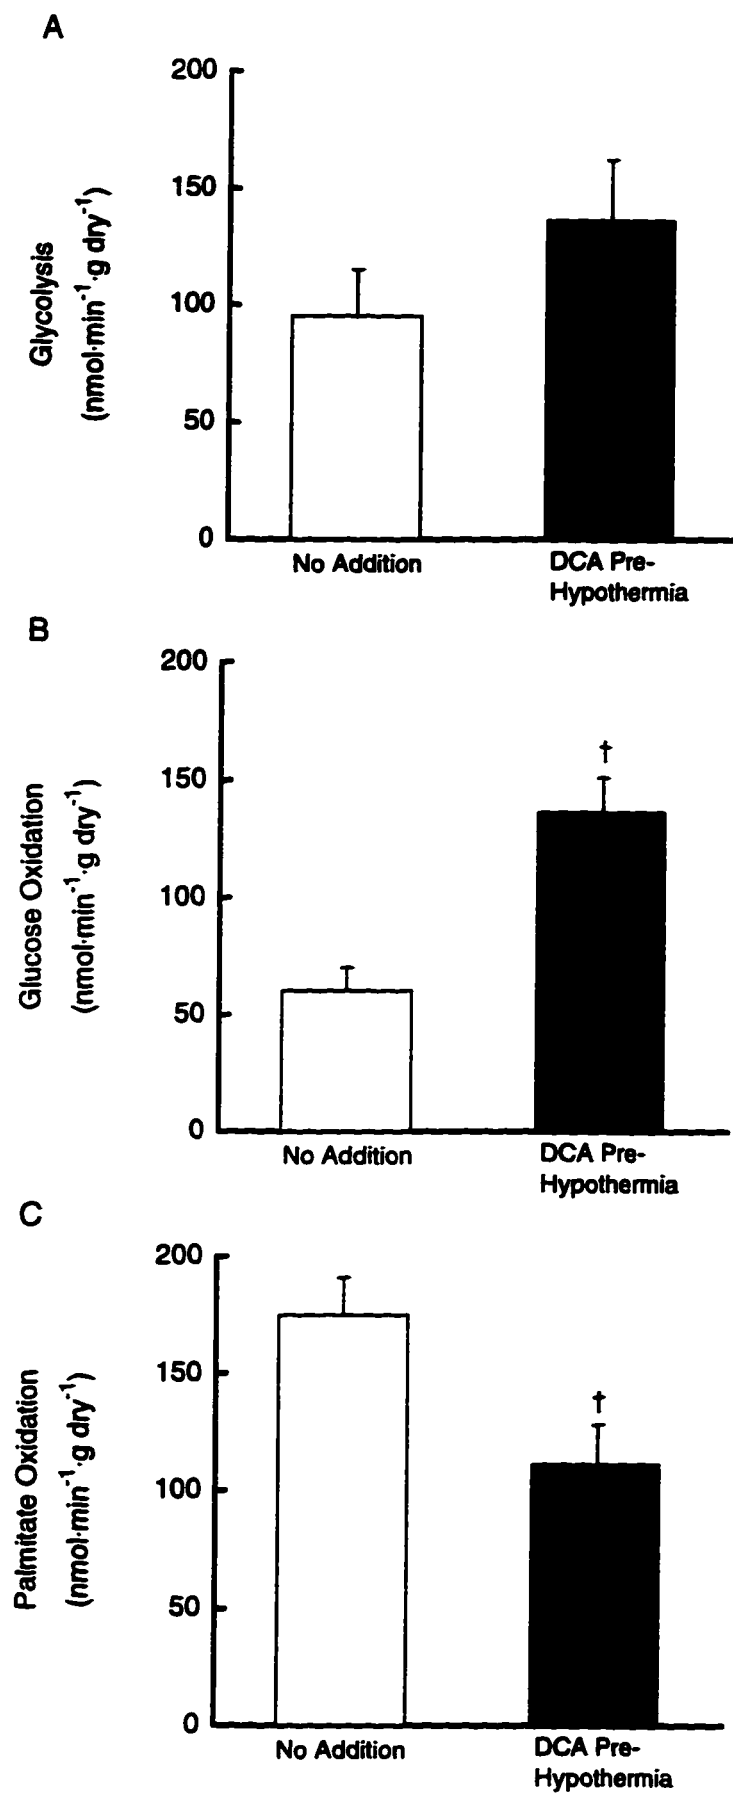 A
Glycolysis
(nmol·min⁻¹·g dry⁻¹)
200
150
100
50
0
No Addition
DCA Pre-
Hypothermia
B
Glucose Oxidation
(nmol·min⁻¹·g dry⁻¹)
200
150
100
50
0
†
No Addition
DCA Pre-
Hypothermia
C
Palmitate Oxidation
(nmol·min⁻¹·g dry⁻¹)
200
150
100
50
0
†
No Addition
DCA Pre-
Hypothermia